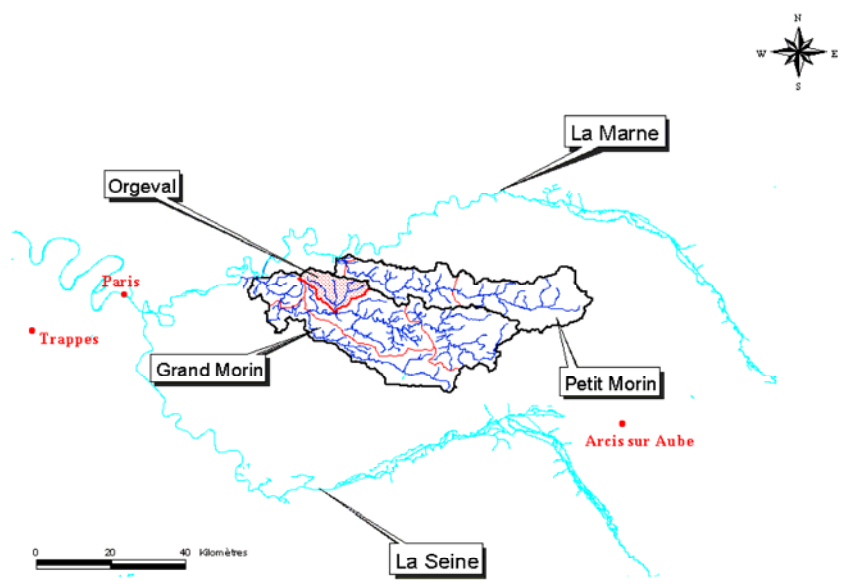 N
W E
S
La Marne
Orgeval
Paris
Trappes
Grand Morin
Petit Morin
Arcis sur Aube
La Seine
0 20 40 Kilomètres